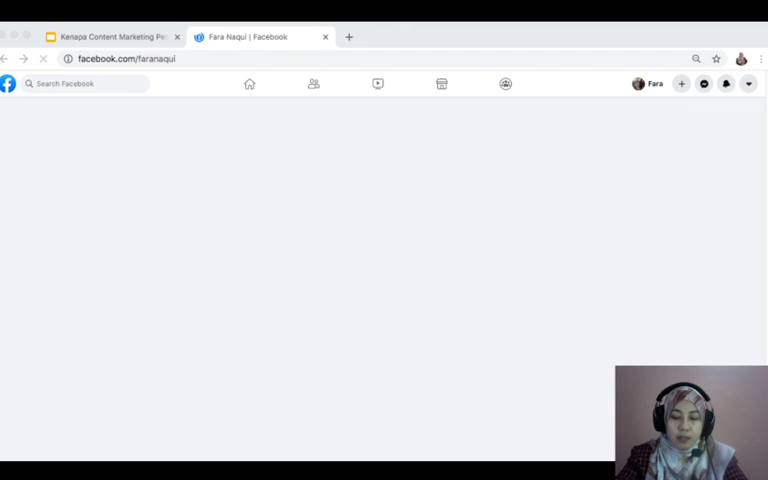 Kenapa Content Marketing Pe
Fara Naqui | Facebook
facebook.com/faranaqui
Search Facebook
Fara